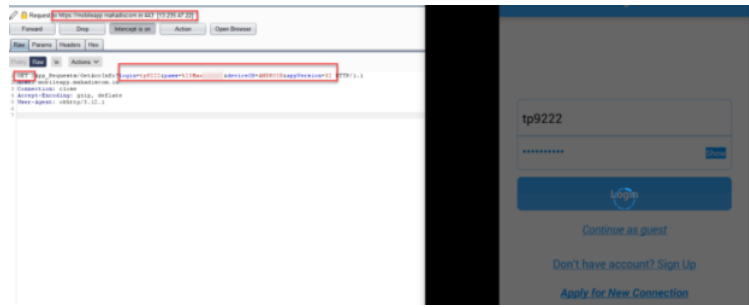 Request to https://mobileapp.mahadiscom.in:443 [13.235.47.22]
Forward Drop Intercept is on Action Open Browser
Raw Params Headers Hex
Pretty Raw \n Actions
Connection: close
Accept-Encoding: gzip, deflate
User-Agent: okhttp/3.12.1
tp9222
Show
Login
Continue as guest
Don't have account? Sign Up
Apply for New Connection